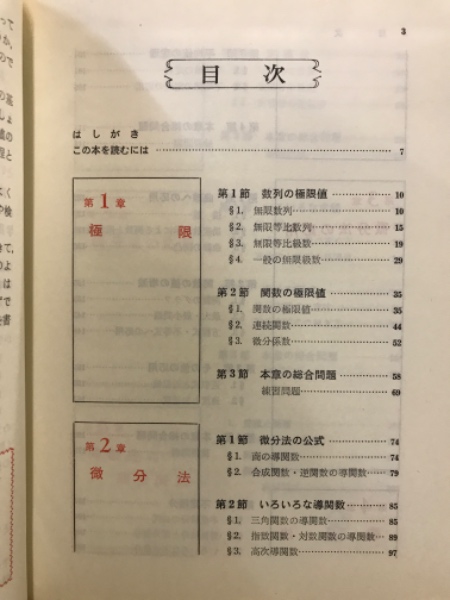 3
目次
はしがき
この本を読むには 7
第1章
極限
第1節 数列の極限値 10
§1. 無限数列 10
§2. 無限等比数列 15
§3. 無限等比級数 19
§4. 一般の無限級数 29
第2節 関数の極限値 35
§1. 関数の極限値 35
§2. 連続関数 44
§3. 微分係数 52
第3節 本章の総合問題 58
練習問題 69
第2章
微分法
第1節 微分法の公式 74
§1. 商の導関数 74
§2. 合成関数・逆関数の導関数 79
第2節 いろいろな導関数 85
§1. 三角関数の導関数 85
§2. 指数関数・対数関数の導関数 89
§3. 高次導関数 97